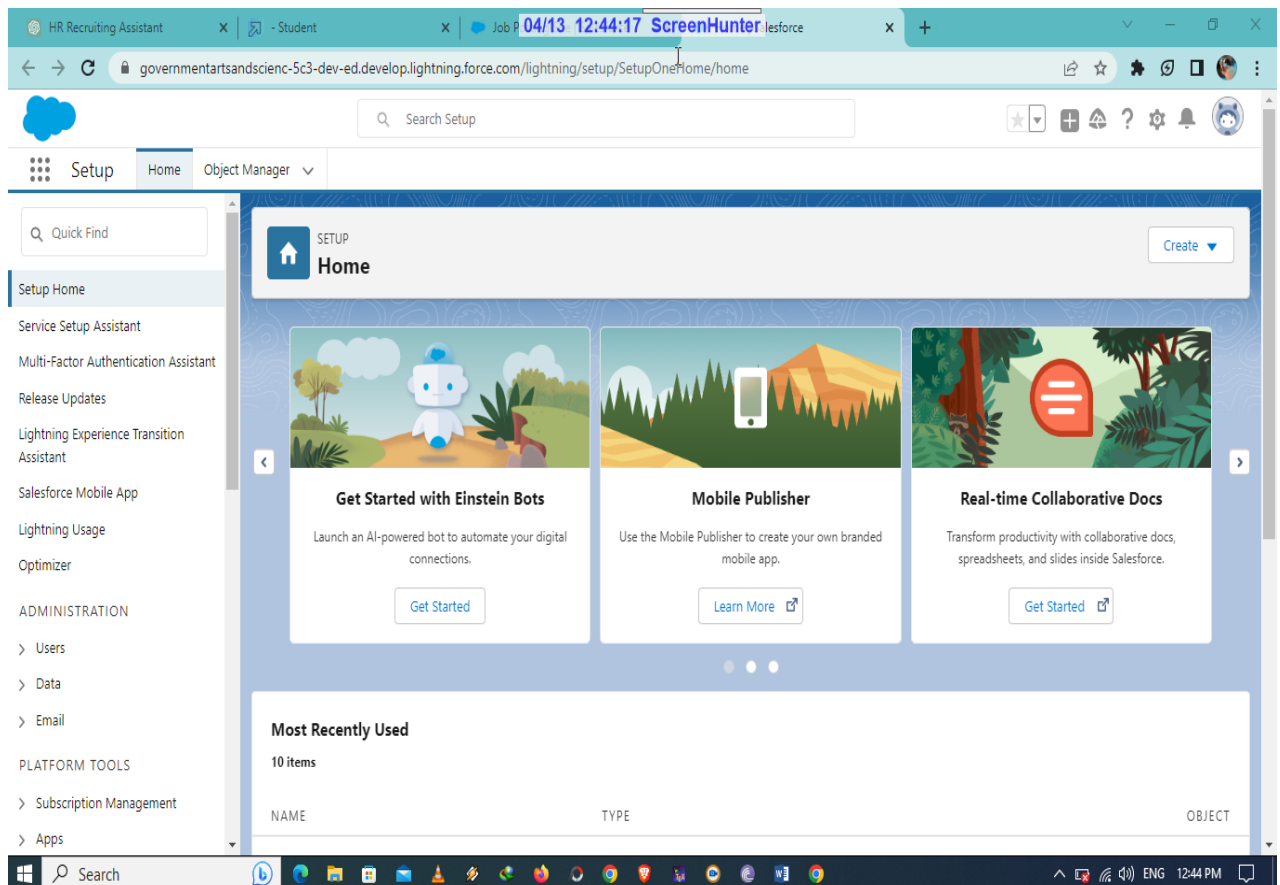 HR Recruiting Assistant
- Student
Job P
04/13 12:44:17 ScreenHunter
lesforce
governmentartsandscienc-5c3-dev-ed.develop.lightning.force.com/lightning/setup/SetupOneHome/home
Search Setup
Setup
Home
Object Manager
Quick Find
Setup Home
Service Setup Assistant
Multi-Factor Authentication Assistant
Release Updates
Lightning Experience Transition
Assistant
Salesforce Mobile App
Lightning Usage
Optimizer
ADMINISTRATION
Users
Data
Email
PLATFORM TOOLS
Subscription Management
Apps
SETUP
Home
Create
Get Started with Einstein Bots
Launch an AI-powered bot to automate your digital
connections.
Get Started
Mobile Publisher
Use the Mobile Publisher to create your own branded
mobile app.
Learn More
Real-time Collaborative Docs
Transform productivity with collaborative docs,
spreadsheets, and slides inside Salesforce.
Get Started
Most Recently Used
10 items
NAME TYPE OBJECT
Search
ENG 12:44 PM